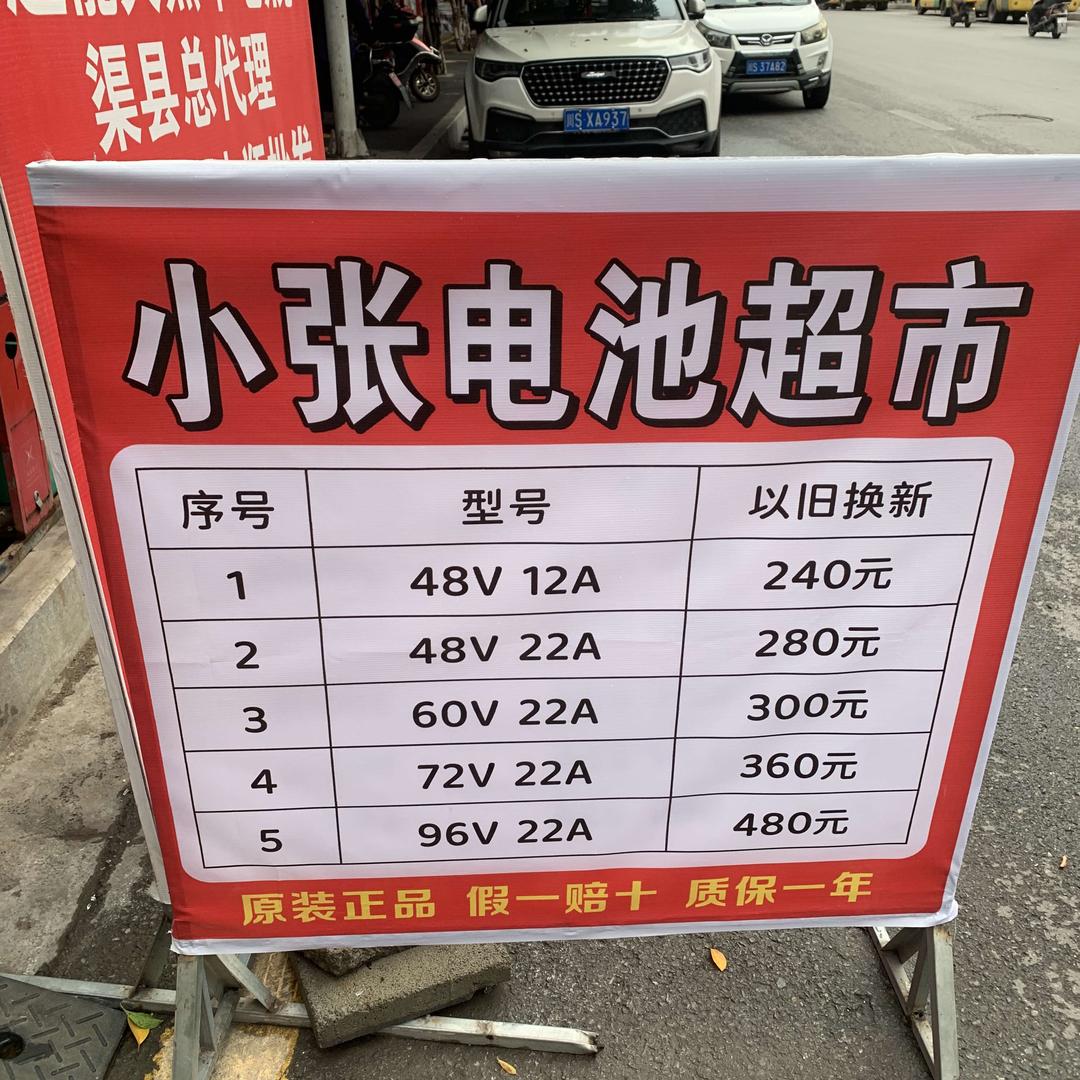 渠县总代理
川S XA937
川S 37A82
小张电池超市
序号 型号 以旧换新
1 48V 12A 240元
2 48V 22A 280元
3 60V 22A 300元
4 72V 22A 360元
5 96V 22A 480元
原装正品 假一赔十 质保一年